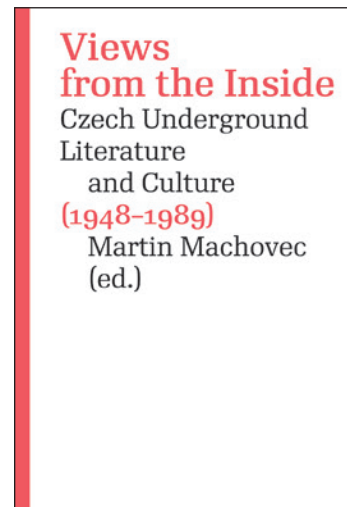 Views
from the Inside
Czech Underground
Literature
and Culture
(1948–1989)
Martin Machovec
(ed.)